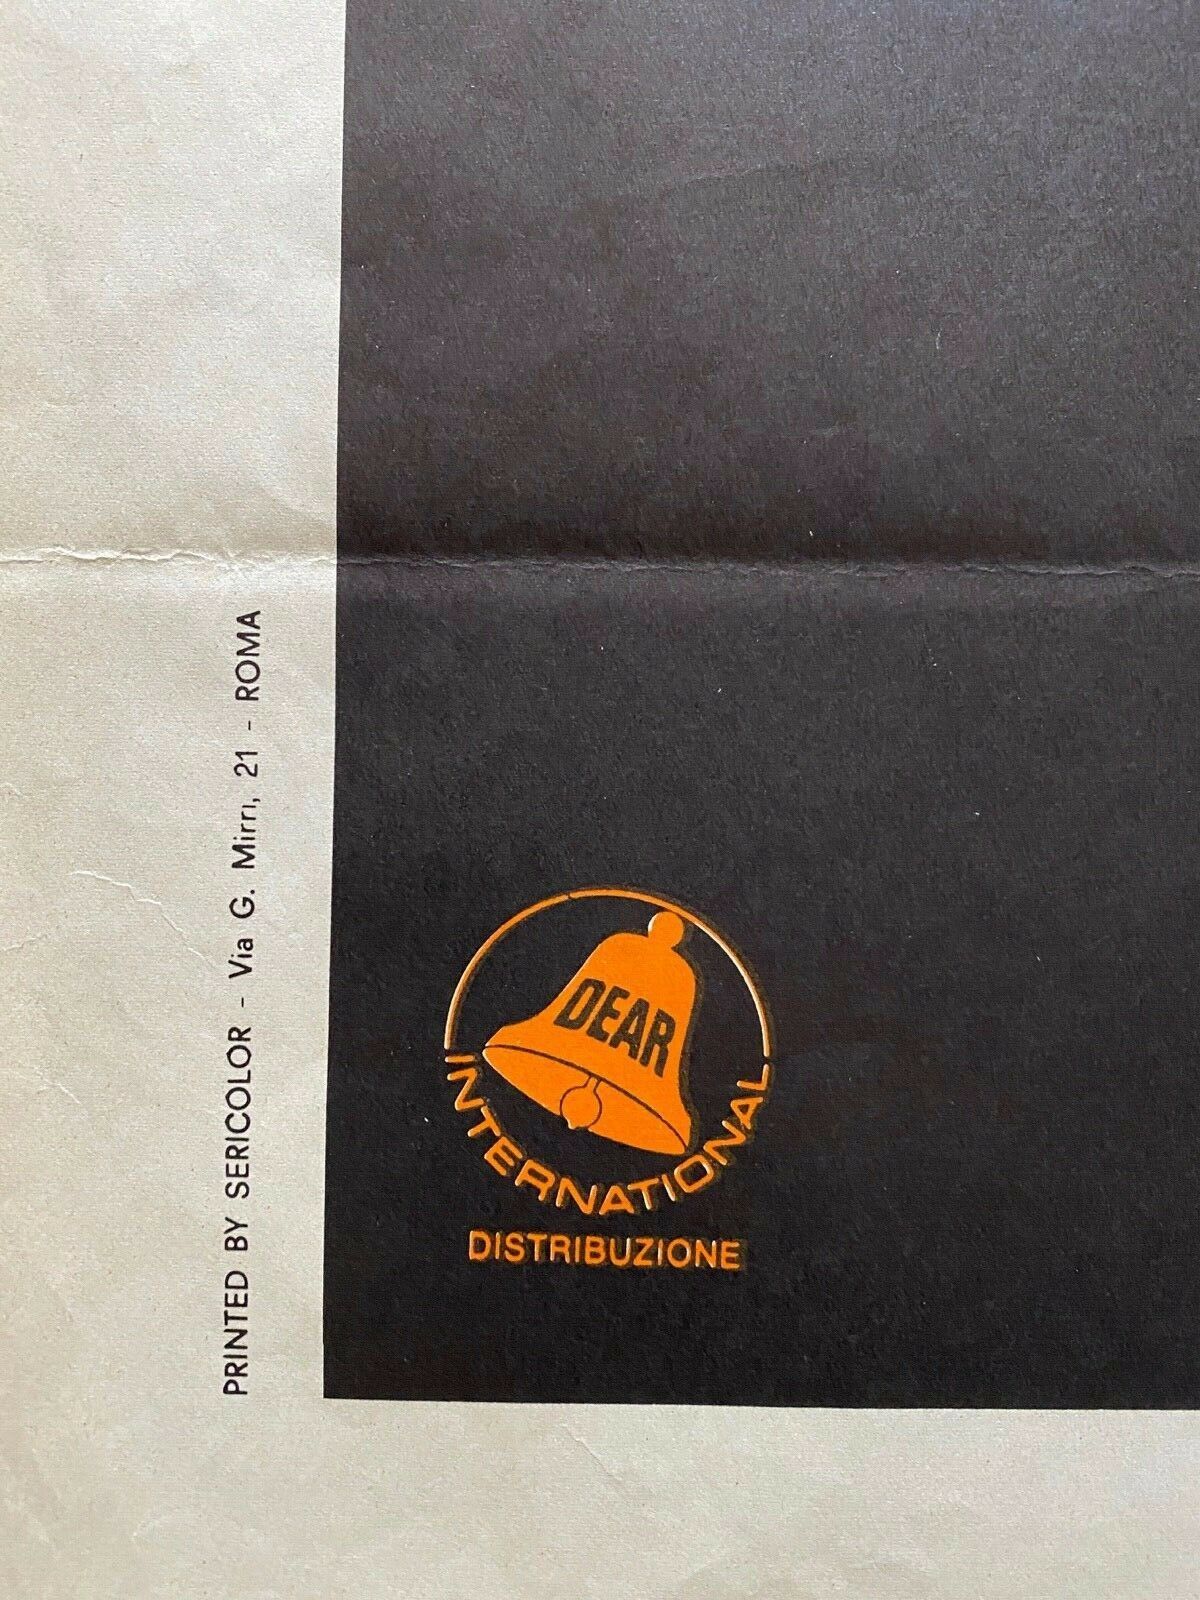 PRINTED BY SERICOLOR - Via G. Mirri, 21 - ROMA
DEAR
INTERNATIONAL
DISTRIBUZIONE